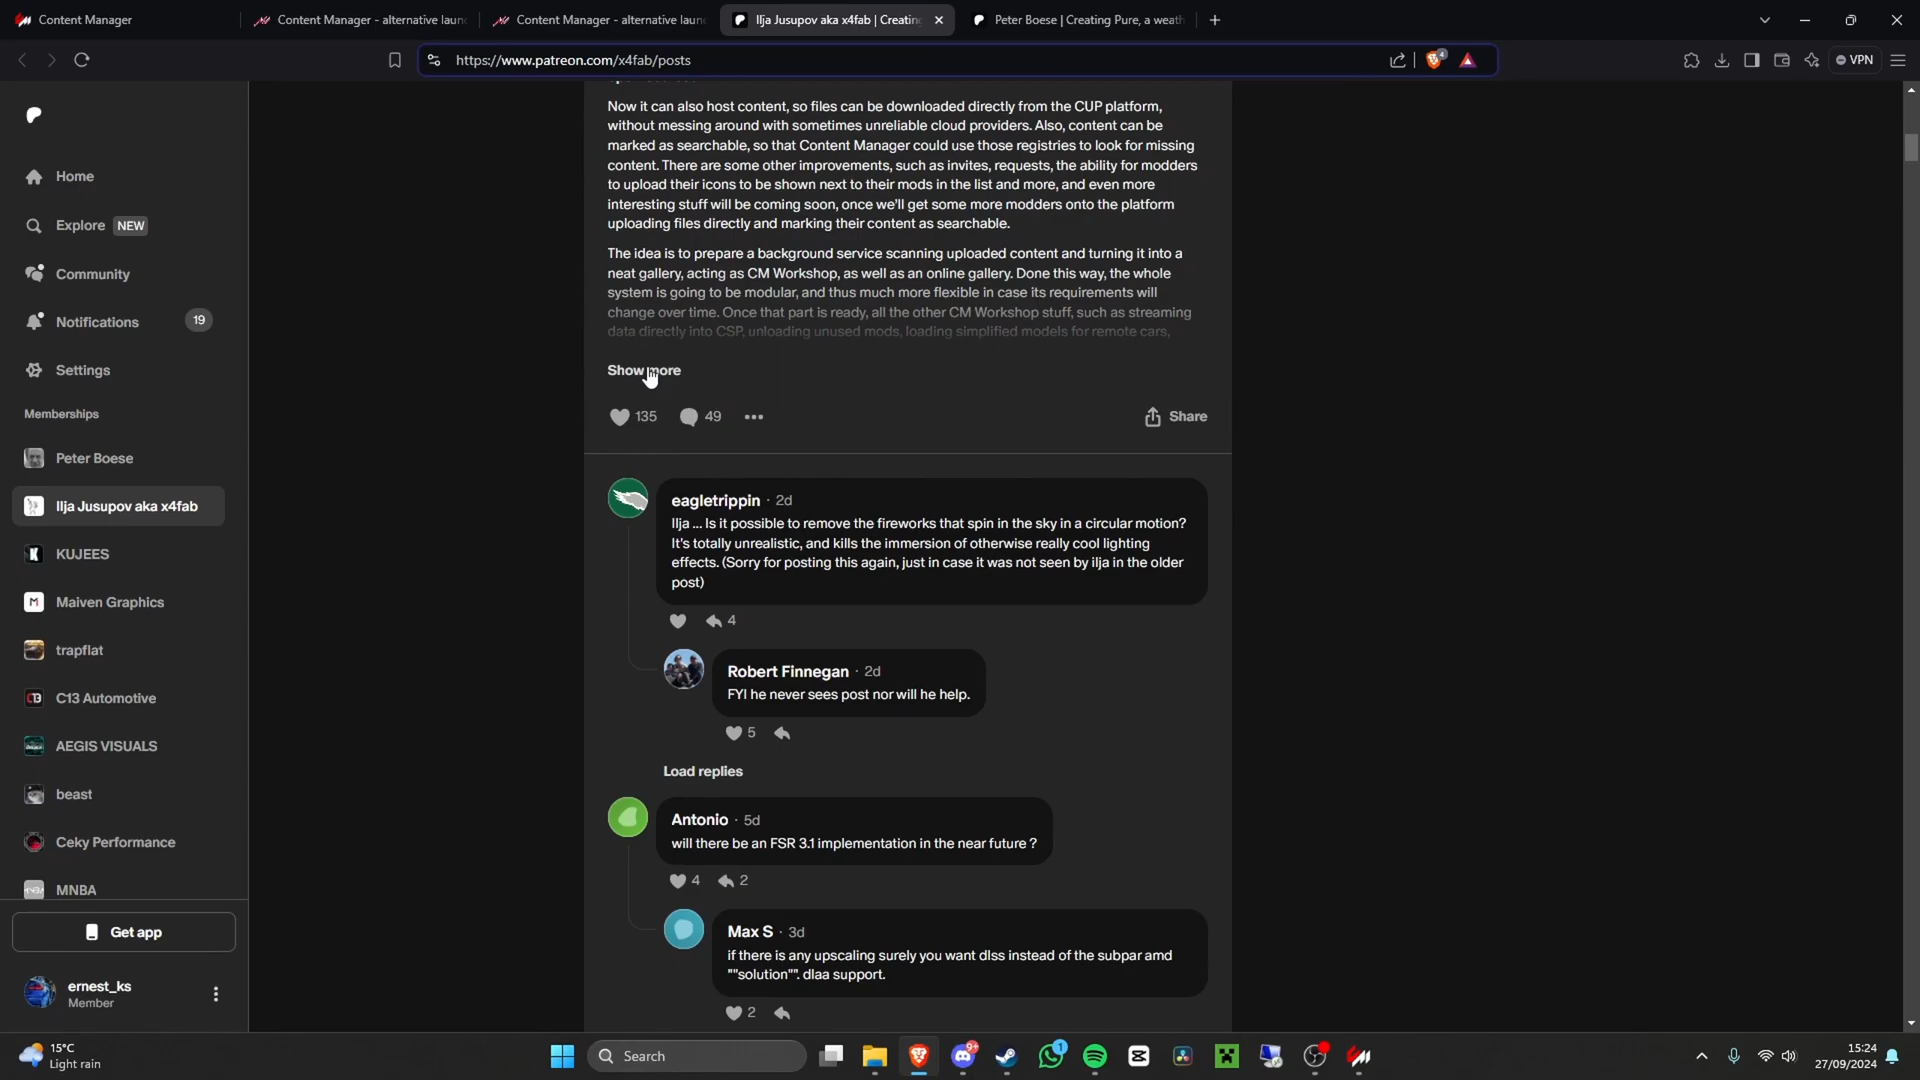 Content Manager
Content Manager - alternative laun
Content Manager - alternative laun
Ilja Jusupov aka x4fab | Creatin
Peter Boese | Creating Pure, a weath
https://www.patreon.com/x4fab/posts
4
VPN
Home
Explore NEW
Community
Notifications 19
Settings
Memberships
Peter Boese
Ilja Jusupov aka x4fab
KUJEES
Maiven Graphics
trapflat
C13 Automotive
AEGIS VISUALS
beast
Ceky Performance
MNBA
Get app
ernest_ks
Member
Now it can also host content, so files can be downloaded directly from the CUP platform,
without messing around with sometimes unreliable cloud providers. Also, content can be
marked as searchable, so that Content Manager could use those registries to look for missing
content. There are some other improvements, such as invites, requests, the ability for modders
to upload their icons to be shown next to their mods in the list and more, and even more
interesting stuff will be coming soon, once we'll get some more modders onto the platform
uploading files directly and marking their content as searchable.
The idea is to prepare a background service scanning uploaded content and turning it into a
neat gallery, acting as CM Workshop, as well as an online gallery. Done this way, the whole
system is going to be modular, and thus much more flexible in case its requirements will
change over time. Once that part is ready, all the other CM Workshop stuff, such as streaming
data directly into CSP, unloading unused mods, loading simplified models for remote cars,
Show more
135 49 Share
eagletrippin · 2d
Ilja ... Is it possible to remove the fireworks that spin in the sky in a circular motion?
It's totally unrealistic, and kills the immersion of otherwise really cool lighting
effects. (Sorry for posting this again, just in case it was not seen by ilja in the older
post)
4
Robert Finnegan · 2d
FYI he never sees post nor will he help.
5
Load replies
Antonio · 5d
will there be an FSR 3.1 implementation in the near future ?
4 2
Max S · 3d
if there is any upscaling surely you want dlss instead of the subpar amd
""solution"". dlaa support.
2
15°C
Light rain
Search
9+
1
15:24
27/09/2024